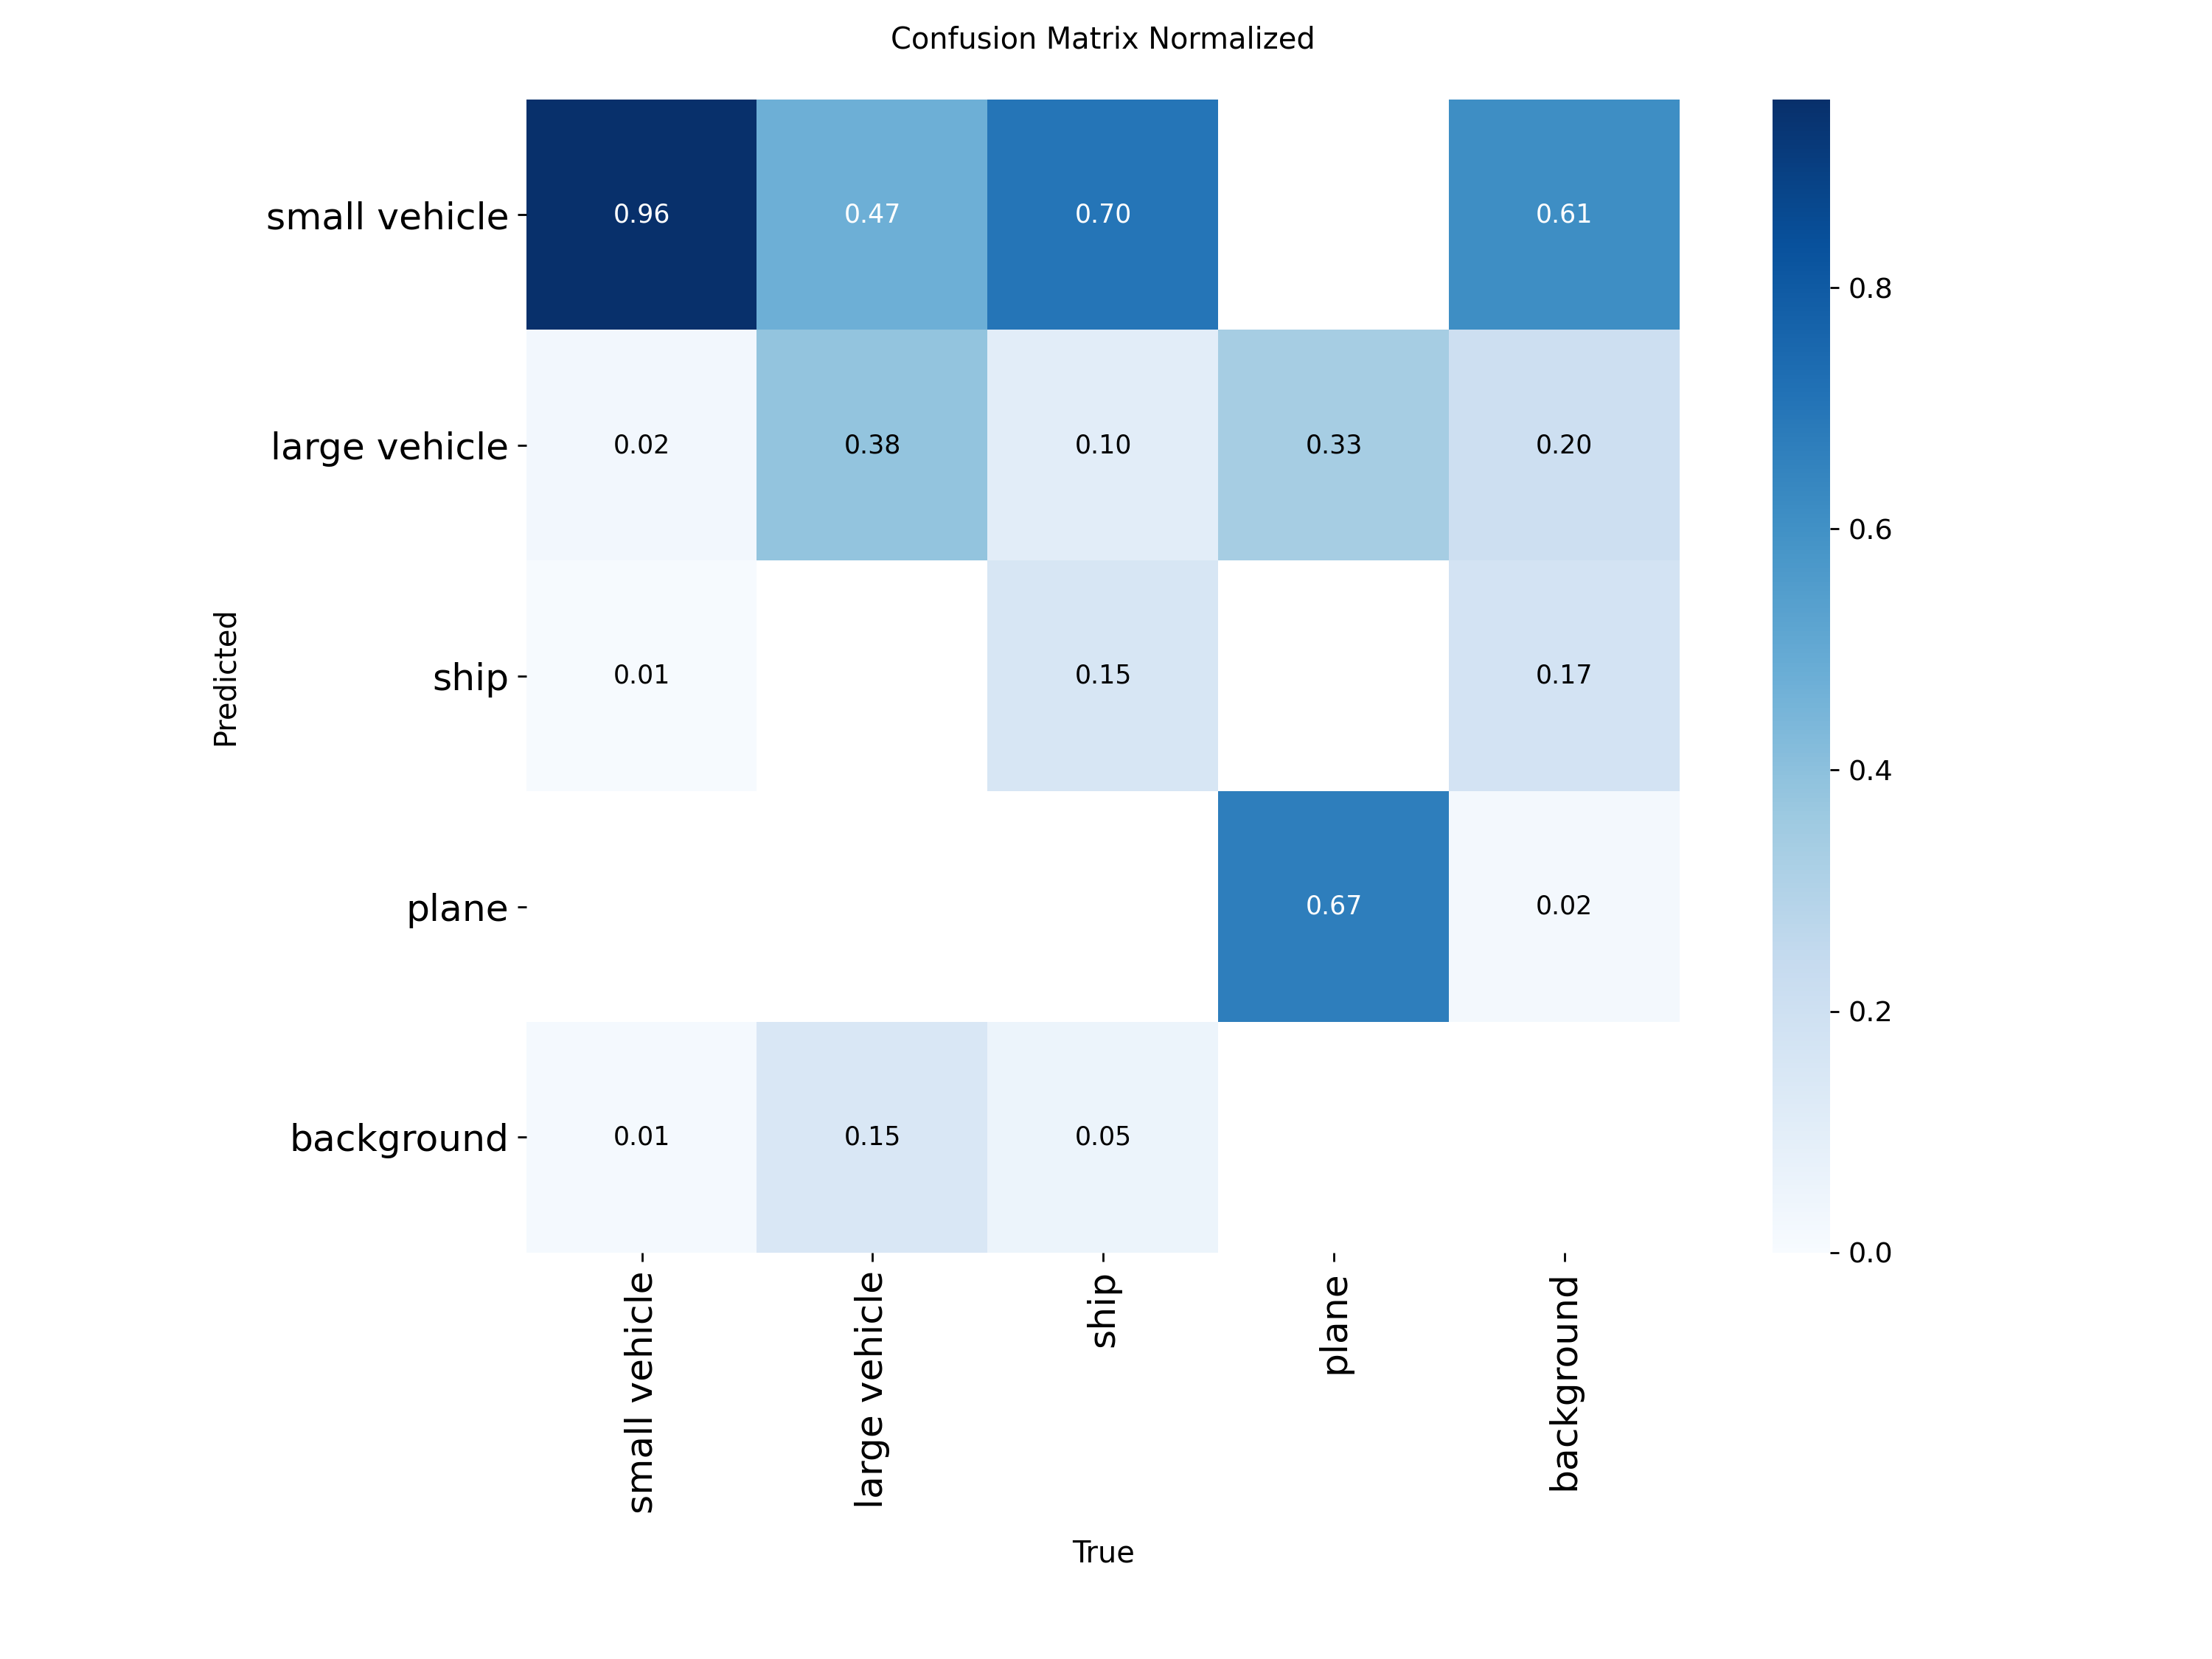 Confusion Matrix Normalized
small vehicle 0.96 0.47 0.70 0.61
0.8
large vehicle 0.02 0.38 0.10 0.33 0.20
0.6
Predicted
ship 0.01 0.15 0.17
0.4
plane 0.67 0.02
0.2
background 0.01 0.15 0.05
0.0
small vehicle
large vehicle
ship
plane
background
True